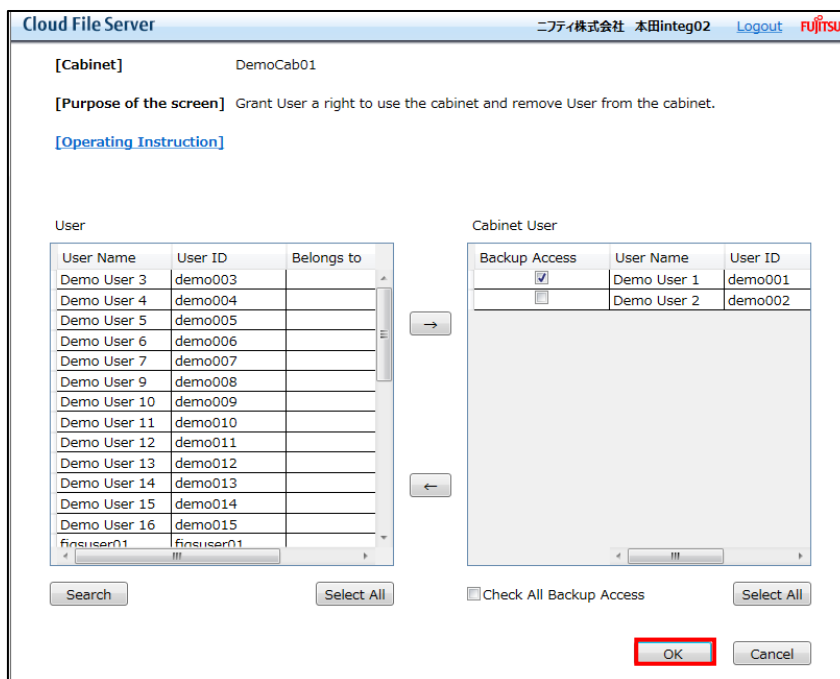 Cloud File Server ニフティ株式会社 本田integ02 Logout FUJITSU
[Cabinet] DemoCab01
[Purpose of the screen] Grant User a right to use the cabinet and remove User from the cabinet.
[Operating Instruction]
User Cabinet User
User Name User ID Belongs to Backup Access User Name User ID
Demo User 3 demo003 Demo User 1 demo001
Demo User 4 demo004 Demo User 2 demo002
Demo User 5 demo005
Demo User 6 demo006
Demo User 7 demo007
Demo User 9 demo008
Demo User 10 demo009
Demo User 11 demo010
Demo User 12 demo011
Demo User 13 demo012
Demo User 14 demo013
Demo User 15 demo014
Demo User 16 demo015
figsuser01 figsuser01
Search Select All Check All Backup Access Select All
OK Cancel